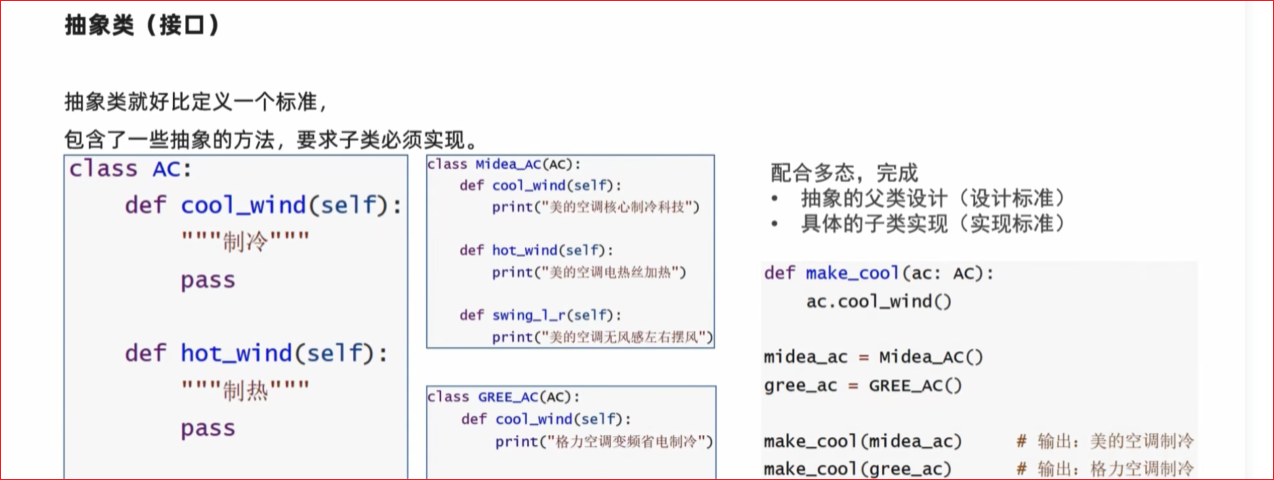 抽象类（接口）
抽象类就好比定义一个标准，
包含了一些抽象的方法，要求子类必须实现。
class AC:
    def cool_wind(self):
        """制冷"""
        pass
    def hot_wind(self):
        """制热"""
        pass
class Midea_AC(AC):
    def cool_wind(self):
        print("美的空调核心制冷科技")
    def hot_wind(self):
        print("美的空调电热丝加热")
    def swing_l_r(self):
        print("美的空调无风感左右摆风")
class GREE_AC(AC):
    def cool_wind(self):
        print("格力空调变频省电制冷")
配合多态，完成
• 抽象的父类设计（设计标准）
• 具体的子类实现（实现标准）
def make_cool(ac: AC):
    ac.cool_wind()
midea_ac = Midea_AC()
gree_ac = GREE_AC()
make_cool(midea_ac) # 输出：美的空调制冷
make_cool(gree_ac) # 输出：格力空调制冷